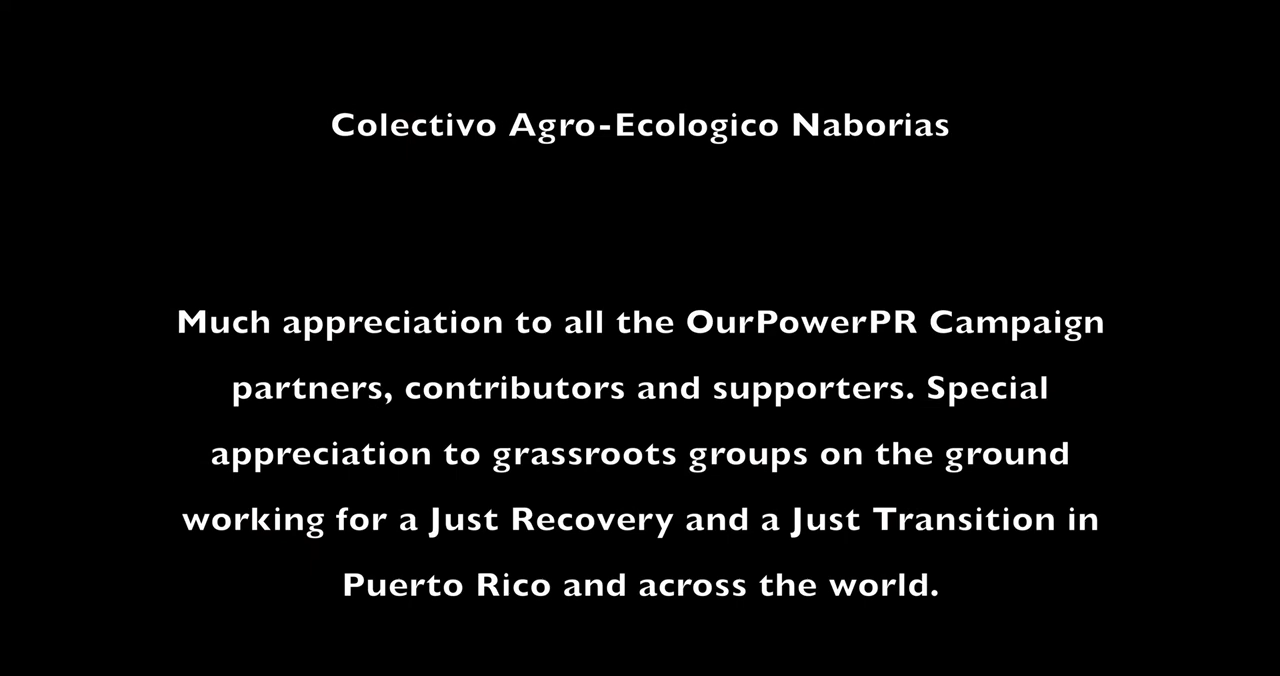 Colectivo Agro-Ecologico Naborias
Much appreciation to all the OurPowerPR Campaign
partners, contributors and supporters. Special
appreciation to grassroots groups on the ground
working for a Just Recovery and a Just Transition in
Puerto Rico and across the world.